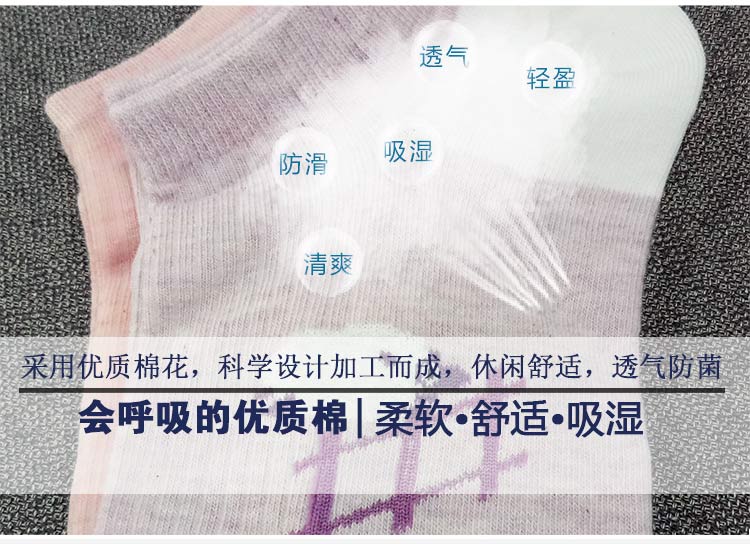 透气
轻盈
防滑
吸湿
清爽
采用优质棉花，科学设计加工而成，休闲舒适，透气防菌
会呼吸的优质棉|柔软•舒适•吸湿